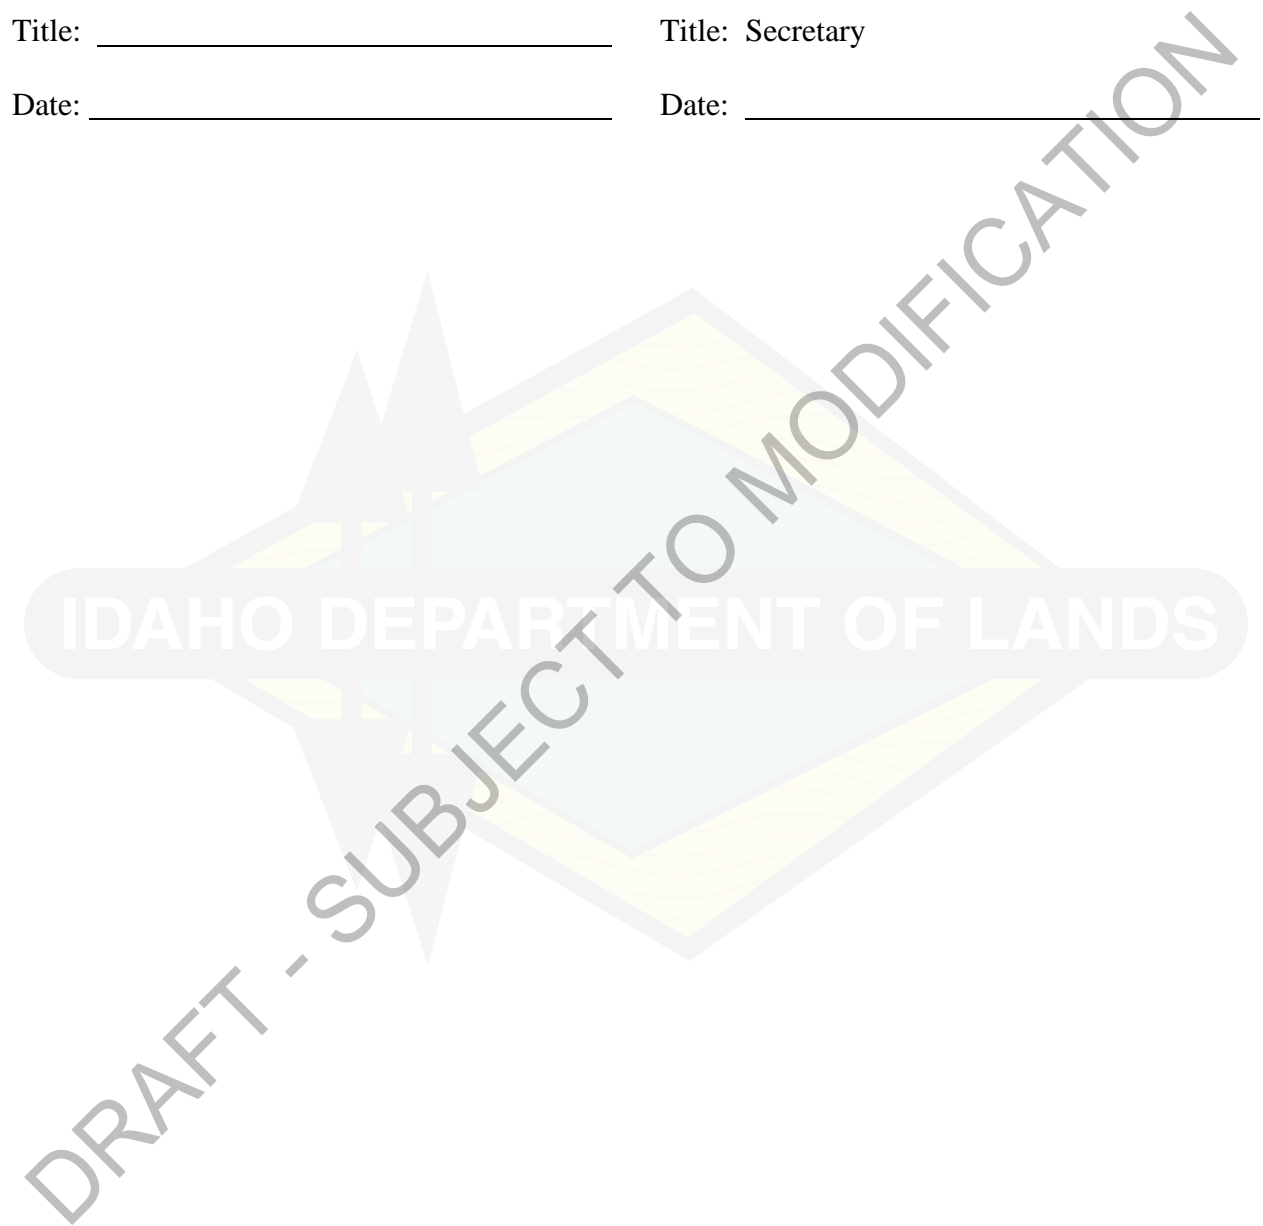 Title: Title: Secretary
Date: Date:
IDAHO DEPARTMENT OF LANDS
DRAFT - SUBJECT TO MODIFICATION